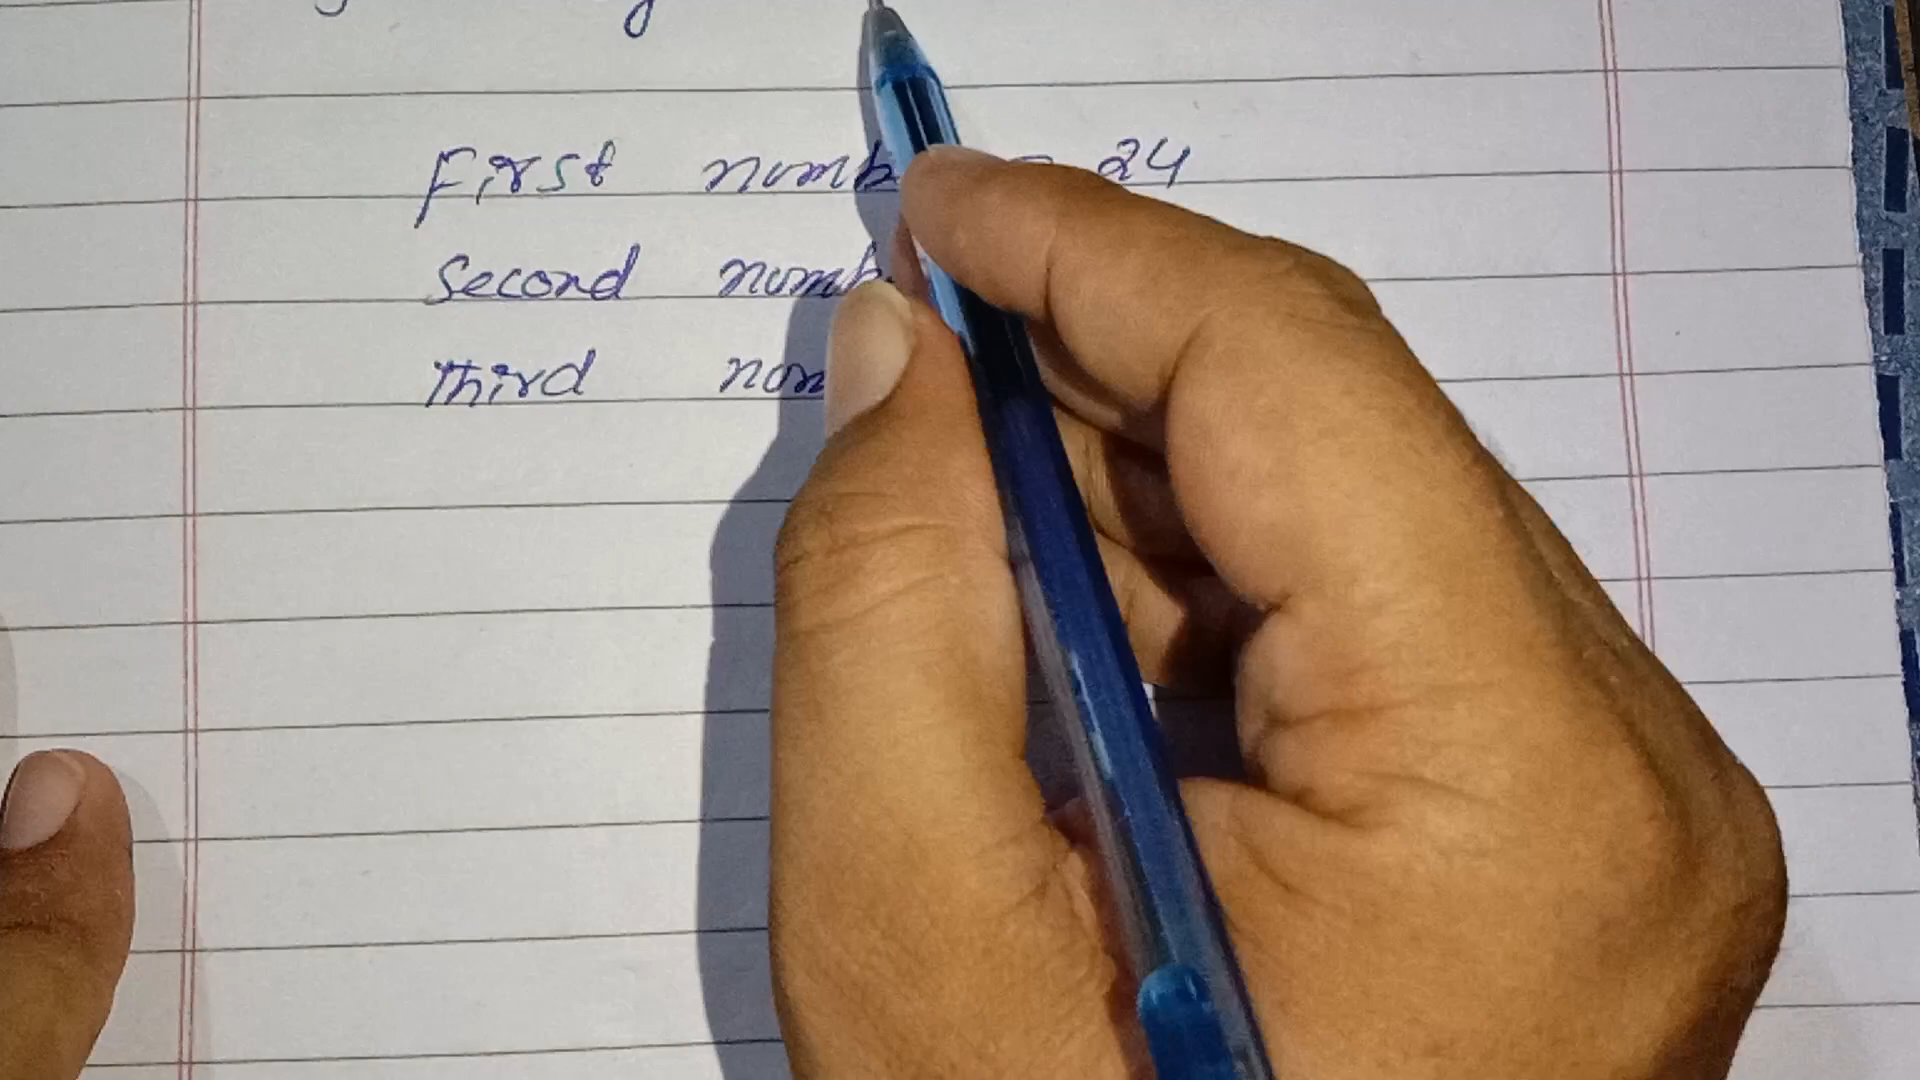 First numb = 24
Second numb
Third num